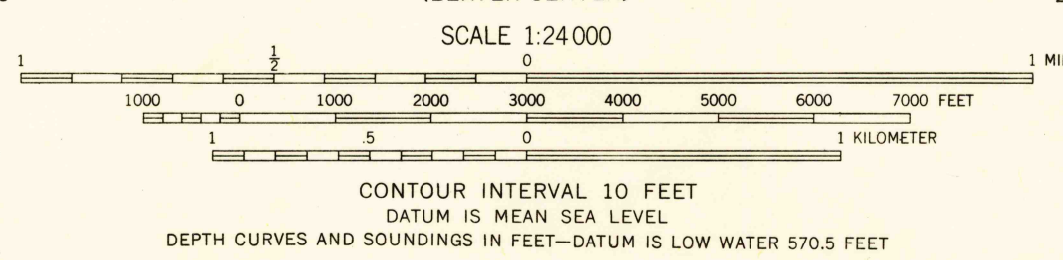 SCALE 1:24 000
1 ½ 0 1
1000 0 1000 2000 3000 4000 5000 6000 7000 FEET
1 .5 0 1 KILOMETER
CONTOUR INTERVAL 10 FEET
DATUM IS MEAN SEA LEVEL
DEPTH CURVES AND SOUNDINGS IN FEET—DATUM IS LOW WATER 570.5 FEET